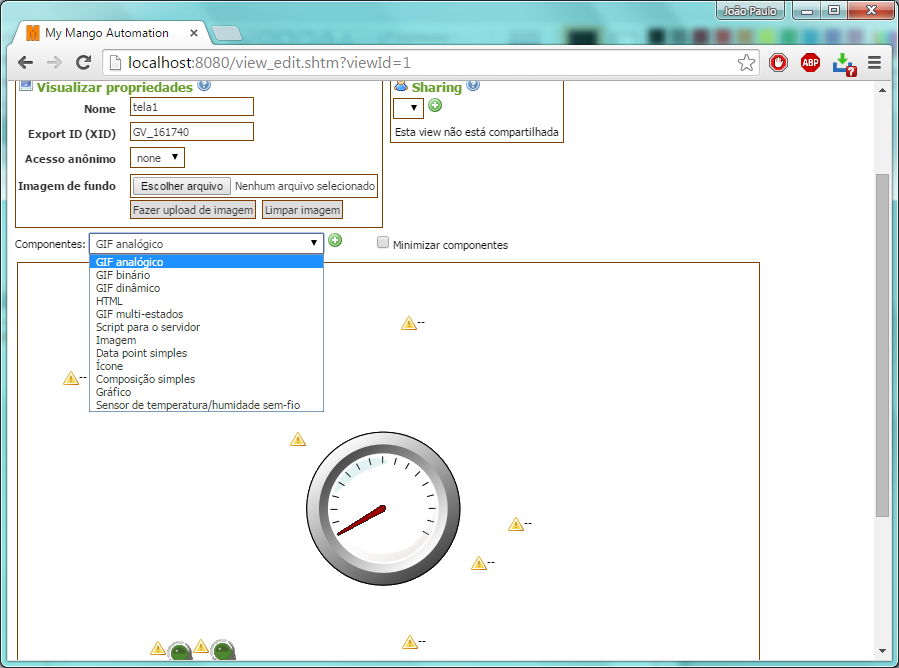 João Paulo
My Mango Automation
localhost:8080/view_edit.shtm?viewId=1
ABP
?
Visualizar propriedades
Nome tela1
Export ID (XID) GV_161740
Acesso anônimo none
Imagem de fundo Escolher arquivo Nenhum arquivo selecionado
Fazer upload de imagem Limpar imagem
Sharing
Esta view não está compartilhada
Componentes: GIF analógico Minimizar componentes
GIF analógico
GIF binário
GIF dinâmico
HTML
GIF multi-estados
Script para o servidor
Imagem
Data point simples
Ícone
Composição simples
Gráfico
Sensor de temperatura/humidade sem-fio
--
--
--
--
--